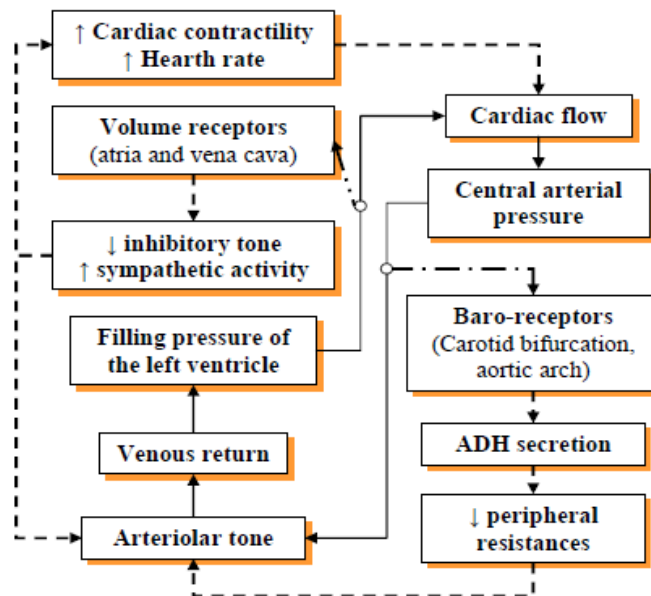 ↑ Cardiac contractility
↑ Hearth rate
Cardiac flow
Volume receptors
(atria and vena cava)
Central arterial
pressure
↓ inhibitory tone
↑ sympathetic activity
Baro-receptors
(Carotid bifurcation,
aortic arch)
Filling pressure of
the left ventricle
ADH secretion
Venous return
↓ peripheral
resistances
Arteriolar tone